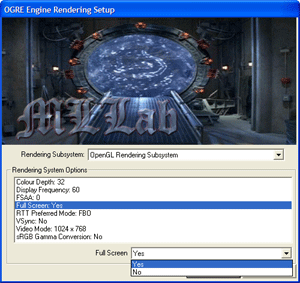 OGRE Engine Rendering Setup
ML Lab
Rendering Subsystem: OpenGL Rendering Subsystem
Rendering System Options
Colour Depth: 32
Display Frequency: 60
FSAA: 0
Full Screen: Yes
RTT Preferred Mode: FBO
VSync: No
Video Mode: 1024 x 768
sRGB Gamma Conversion: No
Full Screen Yes
Yes
No